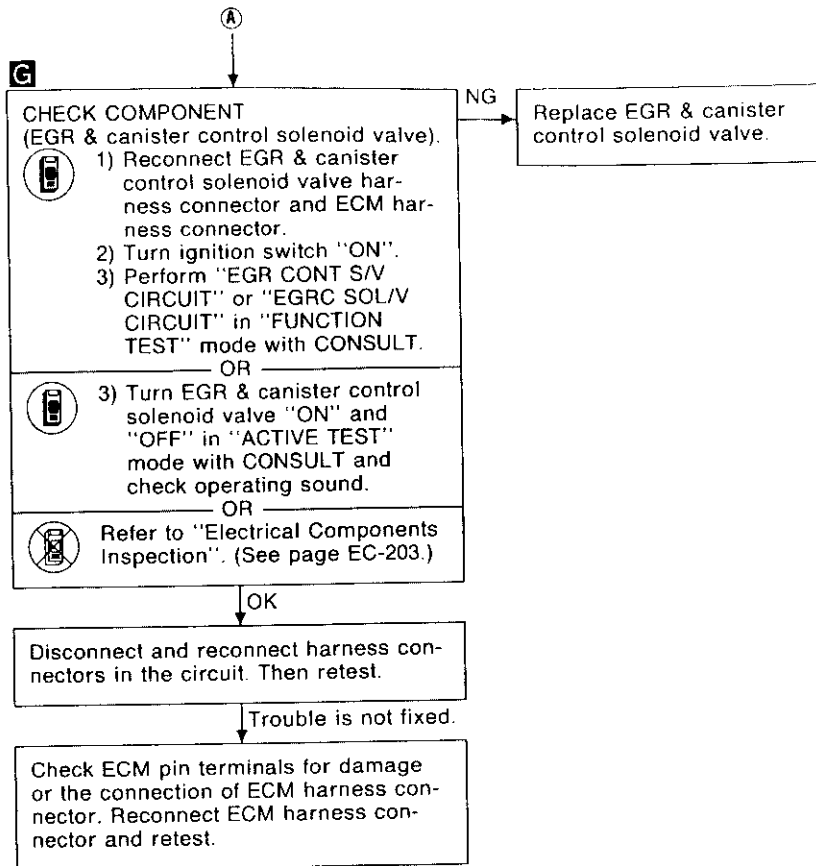 A
G
CHECK COMPONENT
(EGR & canister control solenoid valve).
1) Reconnect EGR & canister
control solenoid valve har-
ness connector and ECM har-
ness connector.
2) Turn ignition switch "ON".
3) Perform "EGR CONT S/V
CIRCUIT" or "EGRC SOL/V
CIRCUIT" in "FUNCTION
TEST" mode with CONSULT.
OR
3) Turn EGR & canister control
solenoid valve "ON" and
"OFF" in "ACTIVE TEST"
mode with CONSULT and
check operating sound.
OR
Refer to "Electrical Components
Inspection". (See page EC-203.)
NG
Replace EGR & canister
control solenoid valve.
OK
Disconnect and reconnect harness con-
nectors in the circuit. Then retest.
Trouble is not fixed.
Check ECM pin terminals for damage
or the connection of ECM harness con-
nector. Reconnect ECM harness con-
nector and retest.